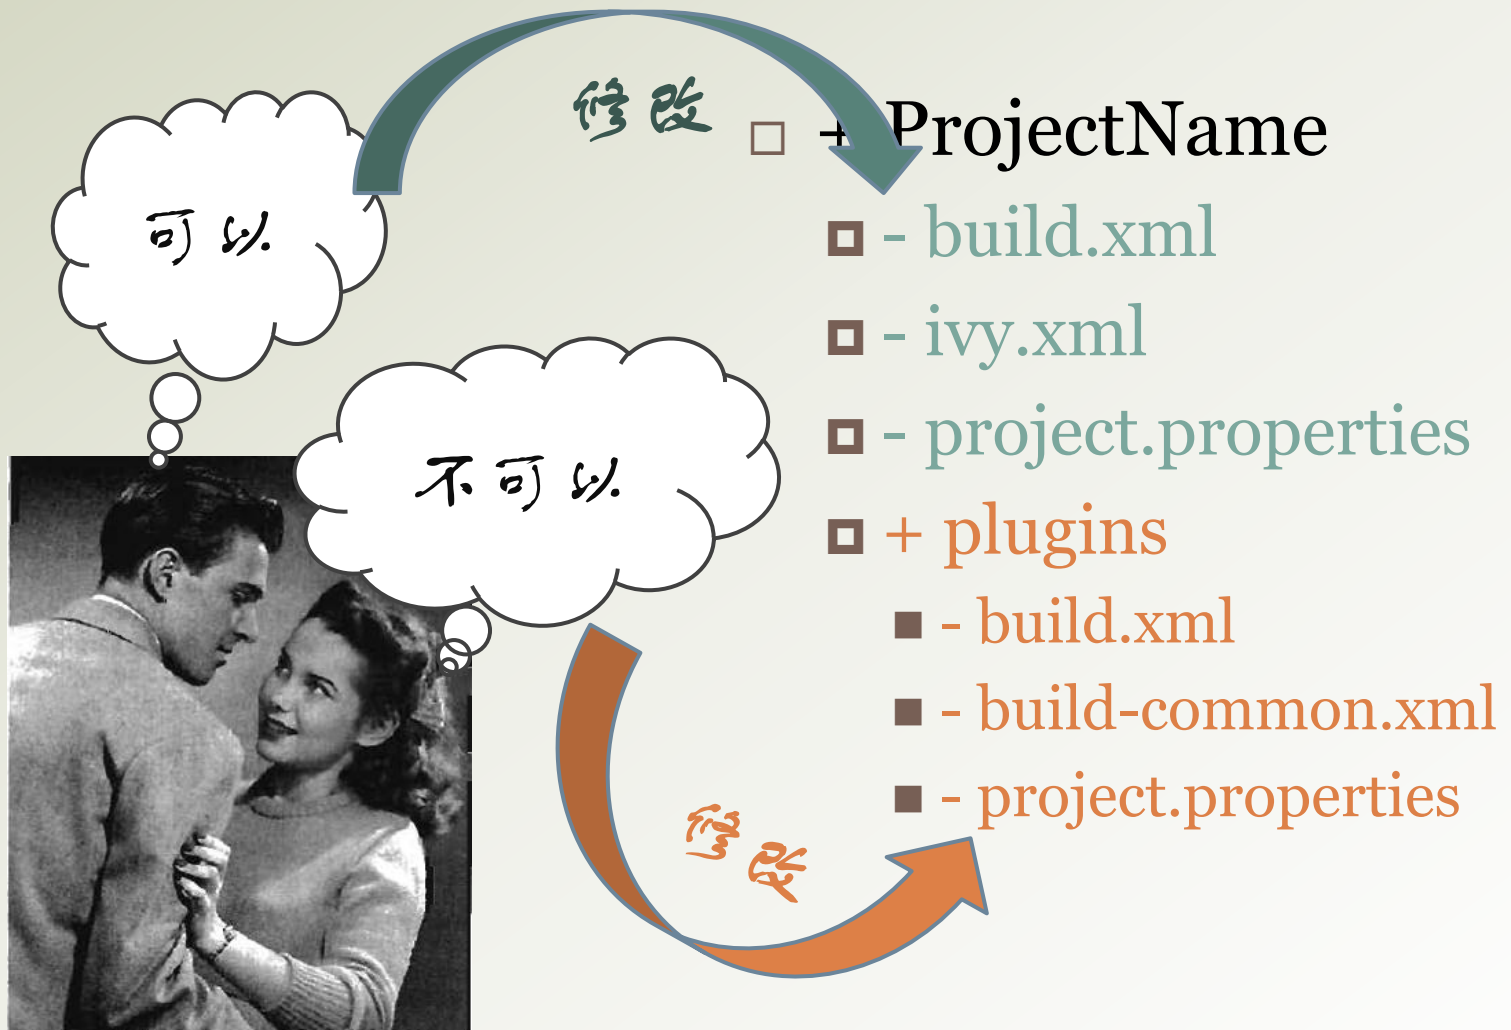 修改
+ ProjectName
可以
- build.xml
- ivy.xml
- project.properties
不可以
+ plugins
- build.xml
- build-common.xml
- project.properties
修改